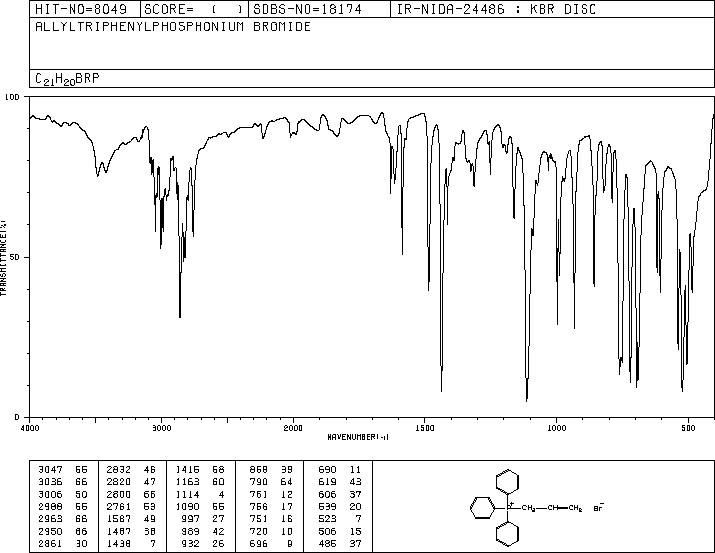 HIT-NO=8049 SCORE= ( ) SDBS-NO=18174 IR-NIDA-24486 : KBR DISC
ALLYLTRIPHENYLPHOSPHONIUM BROMIDE
C21H20BRP
100
50
0
TRANSMITTANCE(%)
4000 3000 2000 1500 1000 500
WAVENUMBER(-1)
3047 66 2832 46 1416 68 868 39 690 11
3036 66 2820 47 1163 60 790 64 619 43
3006 50 2800 66 1114 4 761 12 606 37
2988 55 2761 53 1090 55 756 17 539 20
2963 66 1587 49 997 27 751 16 523 7
2950 66 1487 38 989 42 720 10 506 15
2861 30 1438 7 932 26 696 9 486 37
P+ CH2 CH CH2 Br-